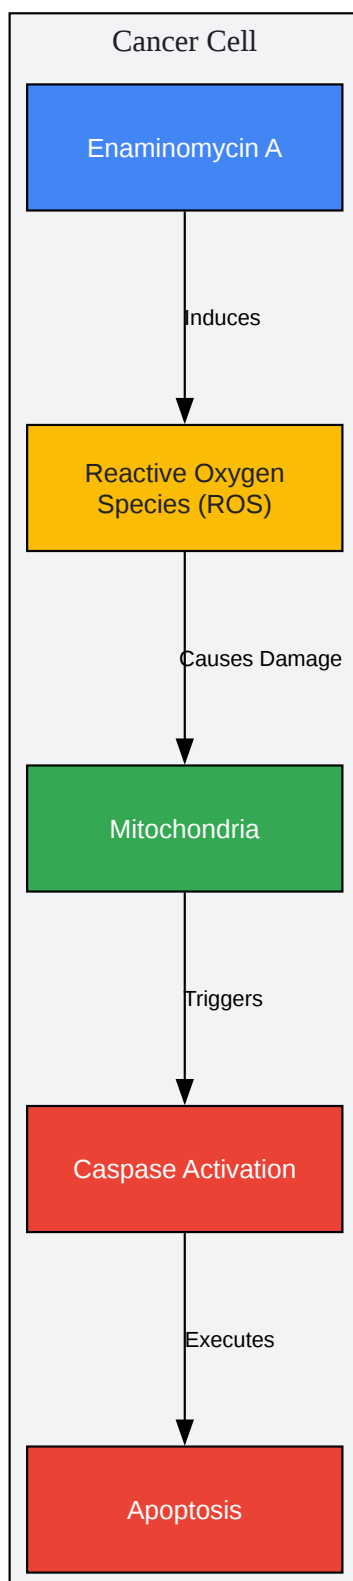 Cancer Cell
Enaminomycin A
Induces
Reactive Oxygen
Species (ROS)
Causes Damage
Mitochondria
Triggers
Caspase Activation
Executes
Apoptosis